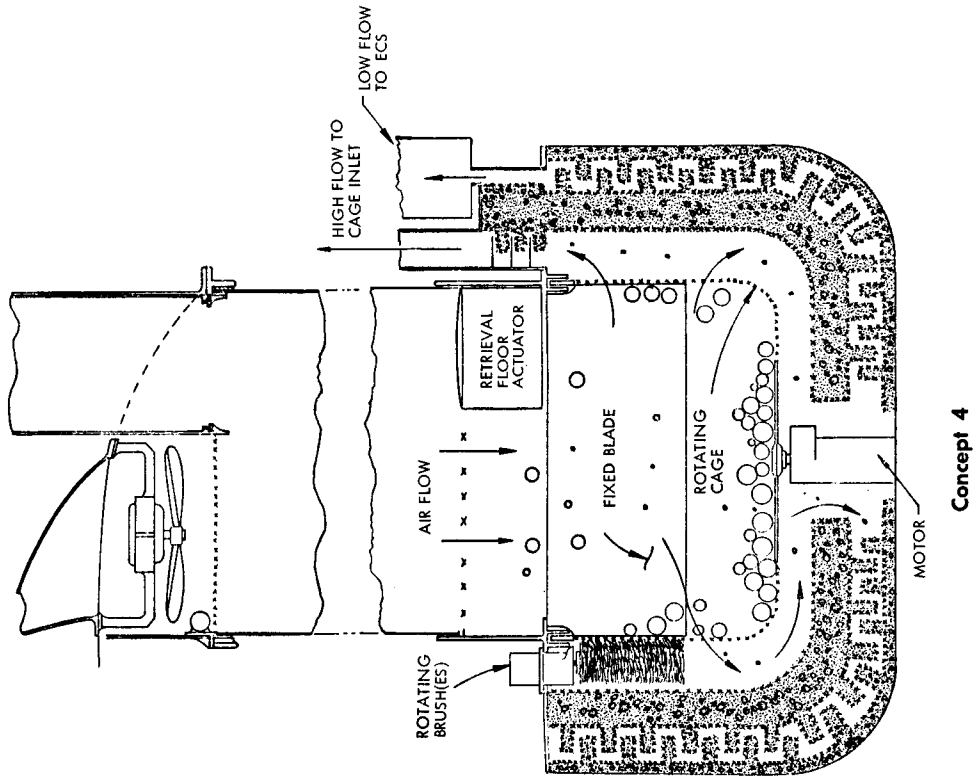 LOW FLOW
TO ECS
HIGH FLOW TO
CAGE INLET
RETRIEVAL
FLOOR
ACTUATOR
AIR FLOW
FIXED BLADE
ROTATING
CAGE
ROTATING
BRUSH(ES)
MOTOR
Concept 4